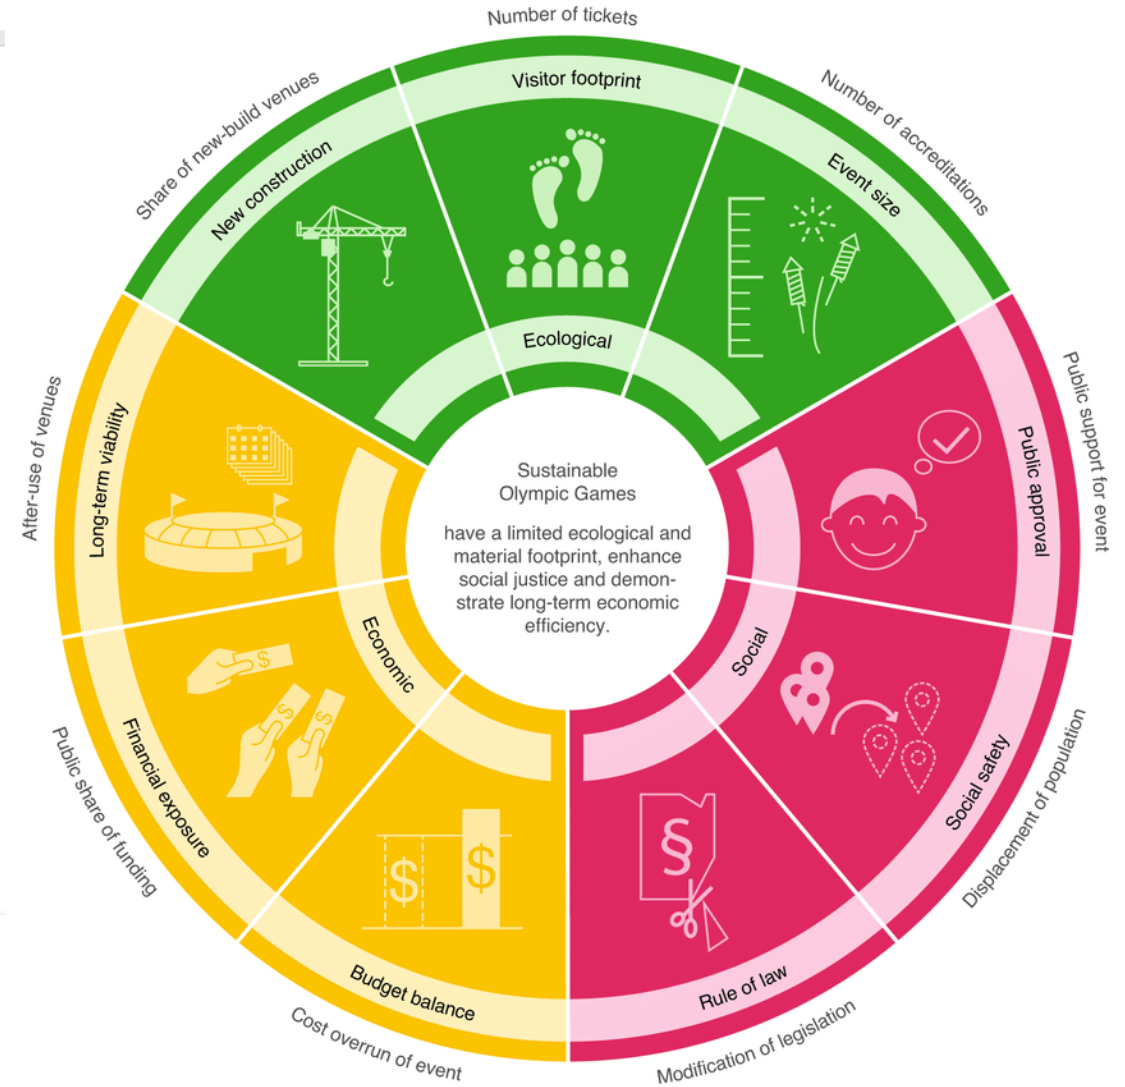 Number of tickets
Visitor footprint
Number of accreditations
Event size
Share of new-build venues
New construction
Ecological
Public support for event
Public approval
After-use of venues
Long-term viability
Sustainable
Olympic Games
have a limited ecological and
material footprint, enhance
social justice and demon-
strate long-term economic
efficiency.
Economic
Social
$
$
$
Financial exposure
Public share of funding
Social safety
Displacement of population
$
$
§
Budget balance
Cost overrun of event
Rule of law
Modification of legislation